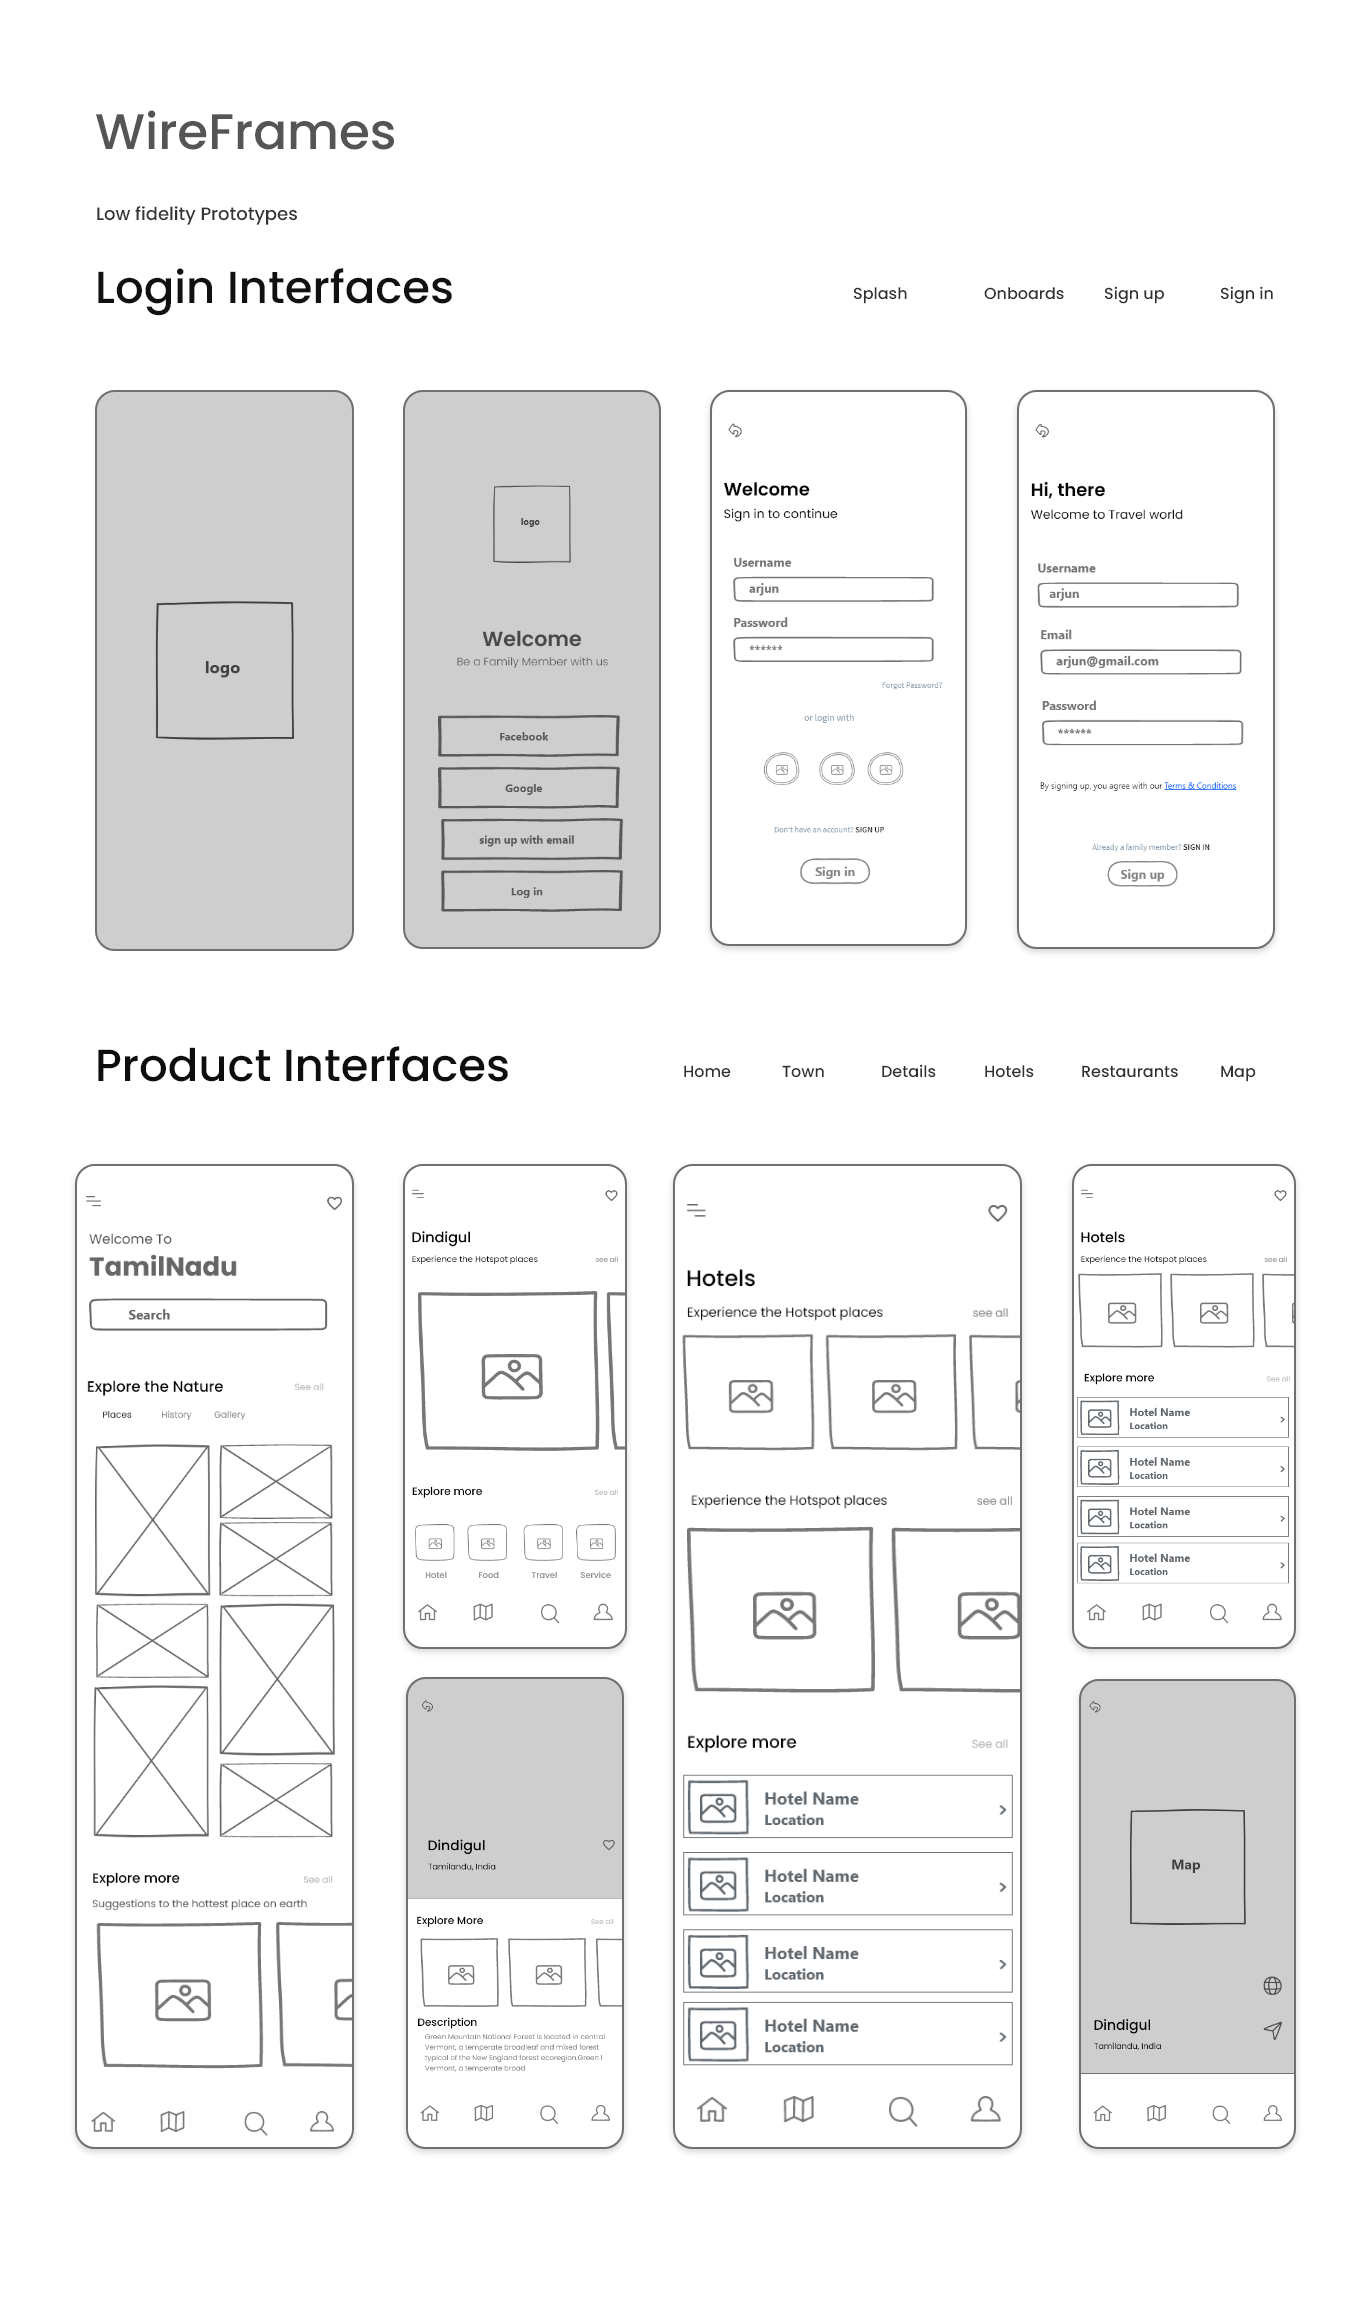 WireFrames
Low fidelity Prototypes
Login Interfaces
Splash Onboards Sign up Sign in
logo
logo
Welcome
Be a Family Member with us
Facebook
Google
sign up with email
Log in
Welcome
Sign in to continue
Username
arjun
Password
******
Forgot Password?
or login with
Don't have an account? SIGN UP
Sign in
Hi, there
Welcome to Travel world
Username
arjun
Email
arjun@gmail.com
Password
******
By signing up, you agree with our Terms & Conditions
Already a family member? SIGN IN
Sign up
Product Interfaces
Home Town Details Hotels Restaurants Map
Welcome To
TamilNadu
Search
Explore the Nature See all
Places History Gallery
Explore more See all
Suggestions to the hottest place on earth
Dindigul
Experience the Hotspot places see all
Explore more See all
Hotel Food Travel Service
Dindigul
Tamilandu, India
Explore More See all
Description
Green Mountain National Forest is located in central
Vermont, a temperate broadleaf and mixed forest
typical of the New England forest ecoregion.Green l
Vermont, a temperate broad
Hotels
Experience the Hotspot places see all
Experience the Hotspot places see all
Explore more See all
Hotel Name
Location
Hotel Name
Location
Hotel Name
Location
Hotel Name
Location
Hotels
Experience the Hotspot places see all
Explore more See all
Hotel Name
Location
Hotel Name
Location
Hotel Name
Location
Hotel Name
Location
Map
Dindigul
Tamilandu, India